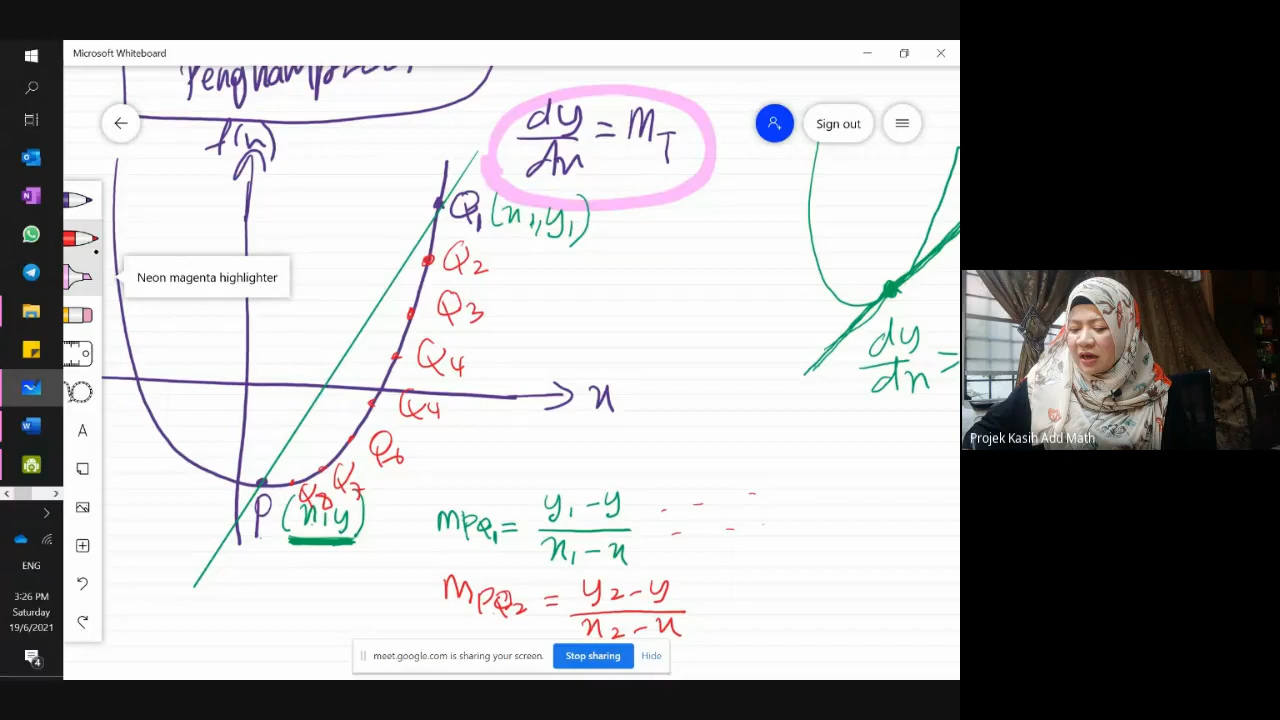 Microsoft Whiteboard
f(x)
dy/dx = m_T
Sign out
Q1 (x1, y1)
Q2
Neon magenta highlighter
Q3
Q4
dy/dx =
x
Q4
Q6
Q7
Q8
P (x, y)
mPQ1 = y1 - y / x1 - x
mPQ2 = y2 - y / x2 - x
A
Projek Kasih Add Math
ENG
3:26 PM
Saturday
19/6/2021
4
meet.google.com is sharing your screen.
Stop sharing
Hide